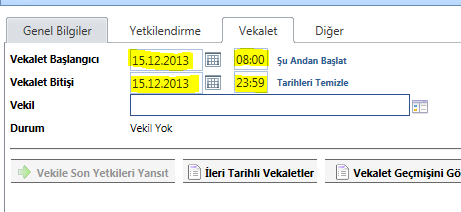 Genel Bilgiler Yetkilendirme Vekalet Diğer
Vekalet Başlangıcı 15.12.2013 08:00 Şu Andan Başlat
Vekalet Bitişi 15.12.2013 23:59 Tarihleri Temizle
Vekil
Durum Vekil Yok
Vekile Son Yetkileri Yansıt İleri Tarihli Vekaletler Vekalet Geçmişini Gö